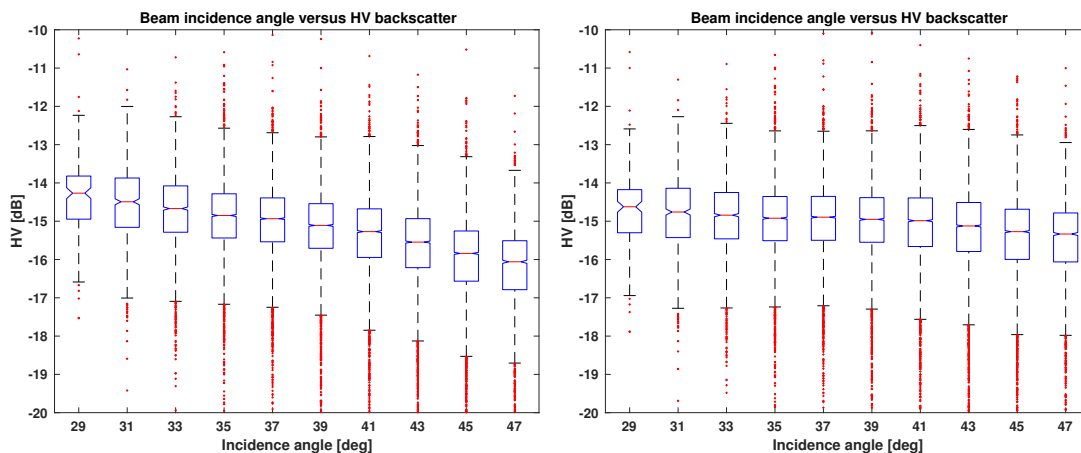 Beam incidence angle versus HV backscatter
-10
-11
-12
-13
-14
-15
-16
-17
-18
-19
-20
HV [dB]
29 31 33 35 37 39 41 43 45 47
Incidence angle [deg]
Beam incidence angle versus HV backscatter
-10
-11
-12
-13
-14
-15
-16
-17
-18
-19
-20
HV [dB]
29 31 33 35 37 39 41 43 45 47
Incidence angle [deg]